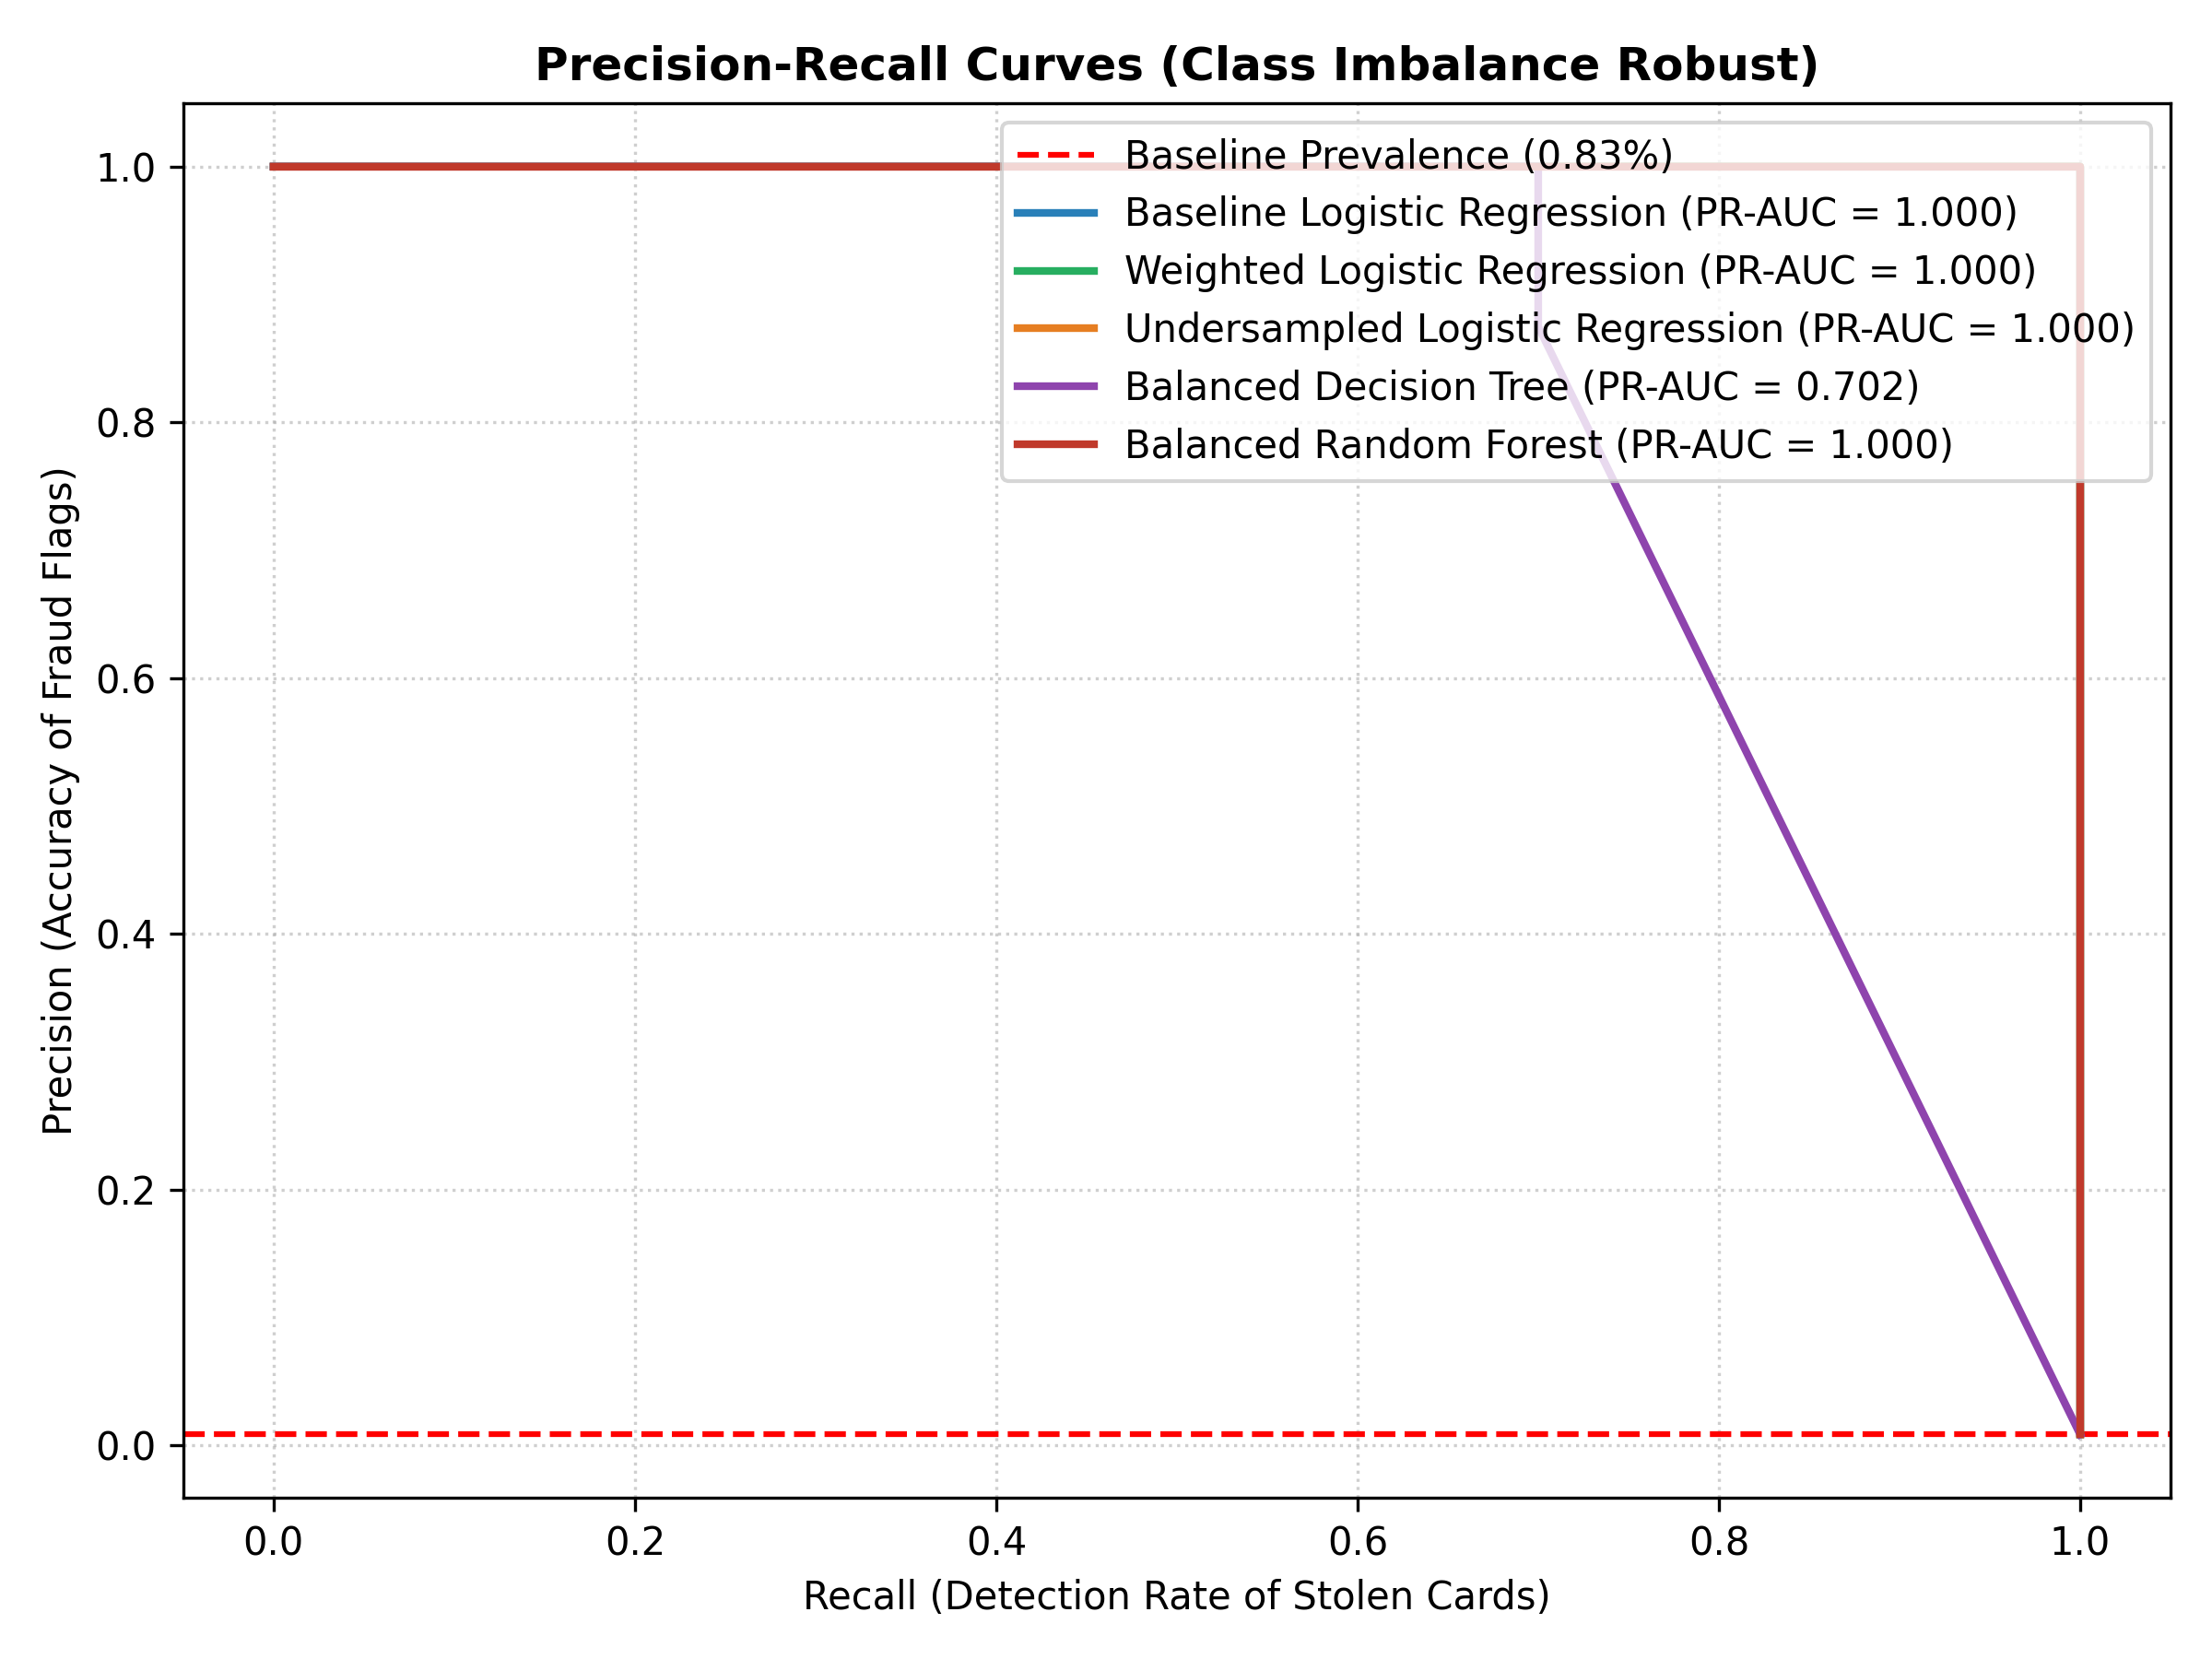 Precision-Recall Curves (Class Imbalance Robust)
Baseline Prevalence (0.83%)
Baseline Logistic Regression (PR-AUC = 1.000)
Weighted Logistic Regression (PR-AUC = 1.000)
Undersampled Logistic Regression (PR-AUC = 1.000)
Balanced Decision Tree (PR-AUC = 0.702)
Balanced Random Forest (PR-AUC = 1.000)
Precision (Accuracy of Fraud Flags)
1.0
0.8
0.6
0.4
0.2
0.0
0.0 0.2 0.4 0.6 0.8 1.0
Recall (Detection Rate of Stolen Cards)